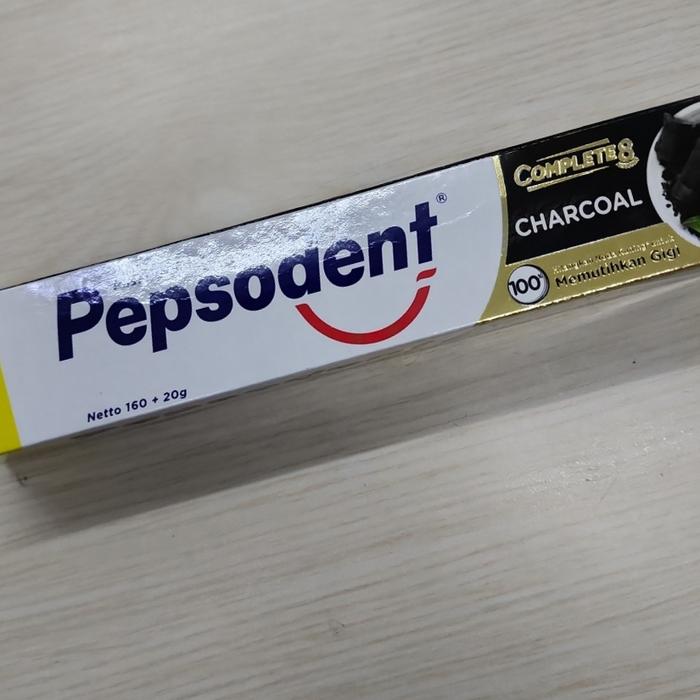 Pepsodent®
Netto 160 + 20g
COMPLETE 8
CHARCOAL
100%
Memutihkan Gigi